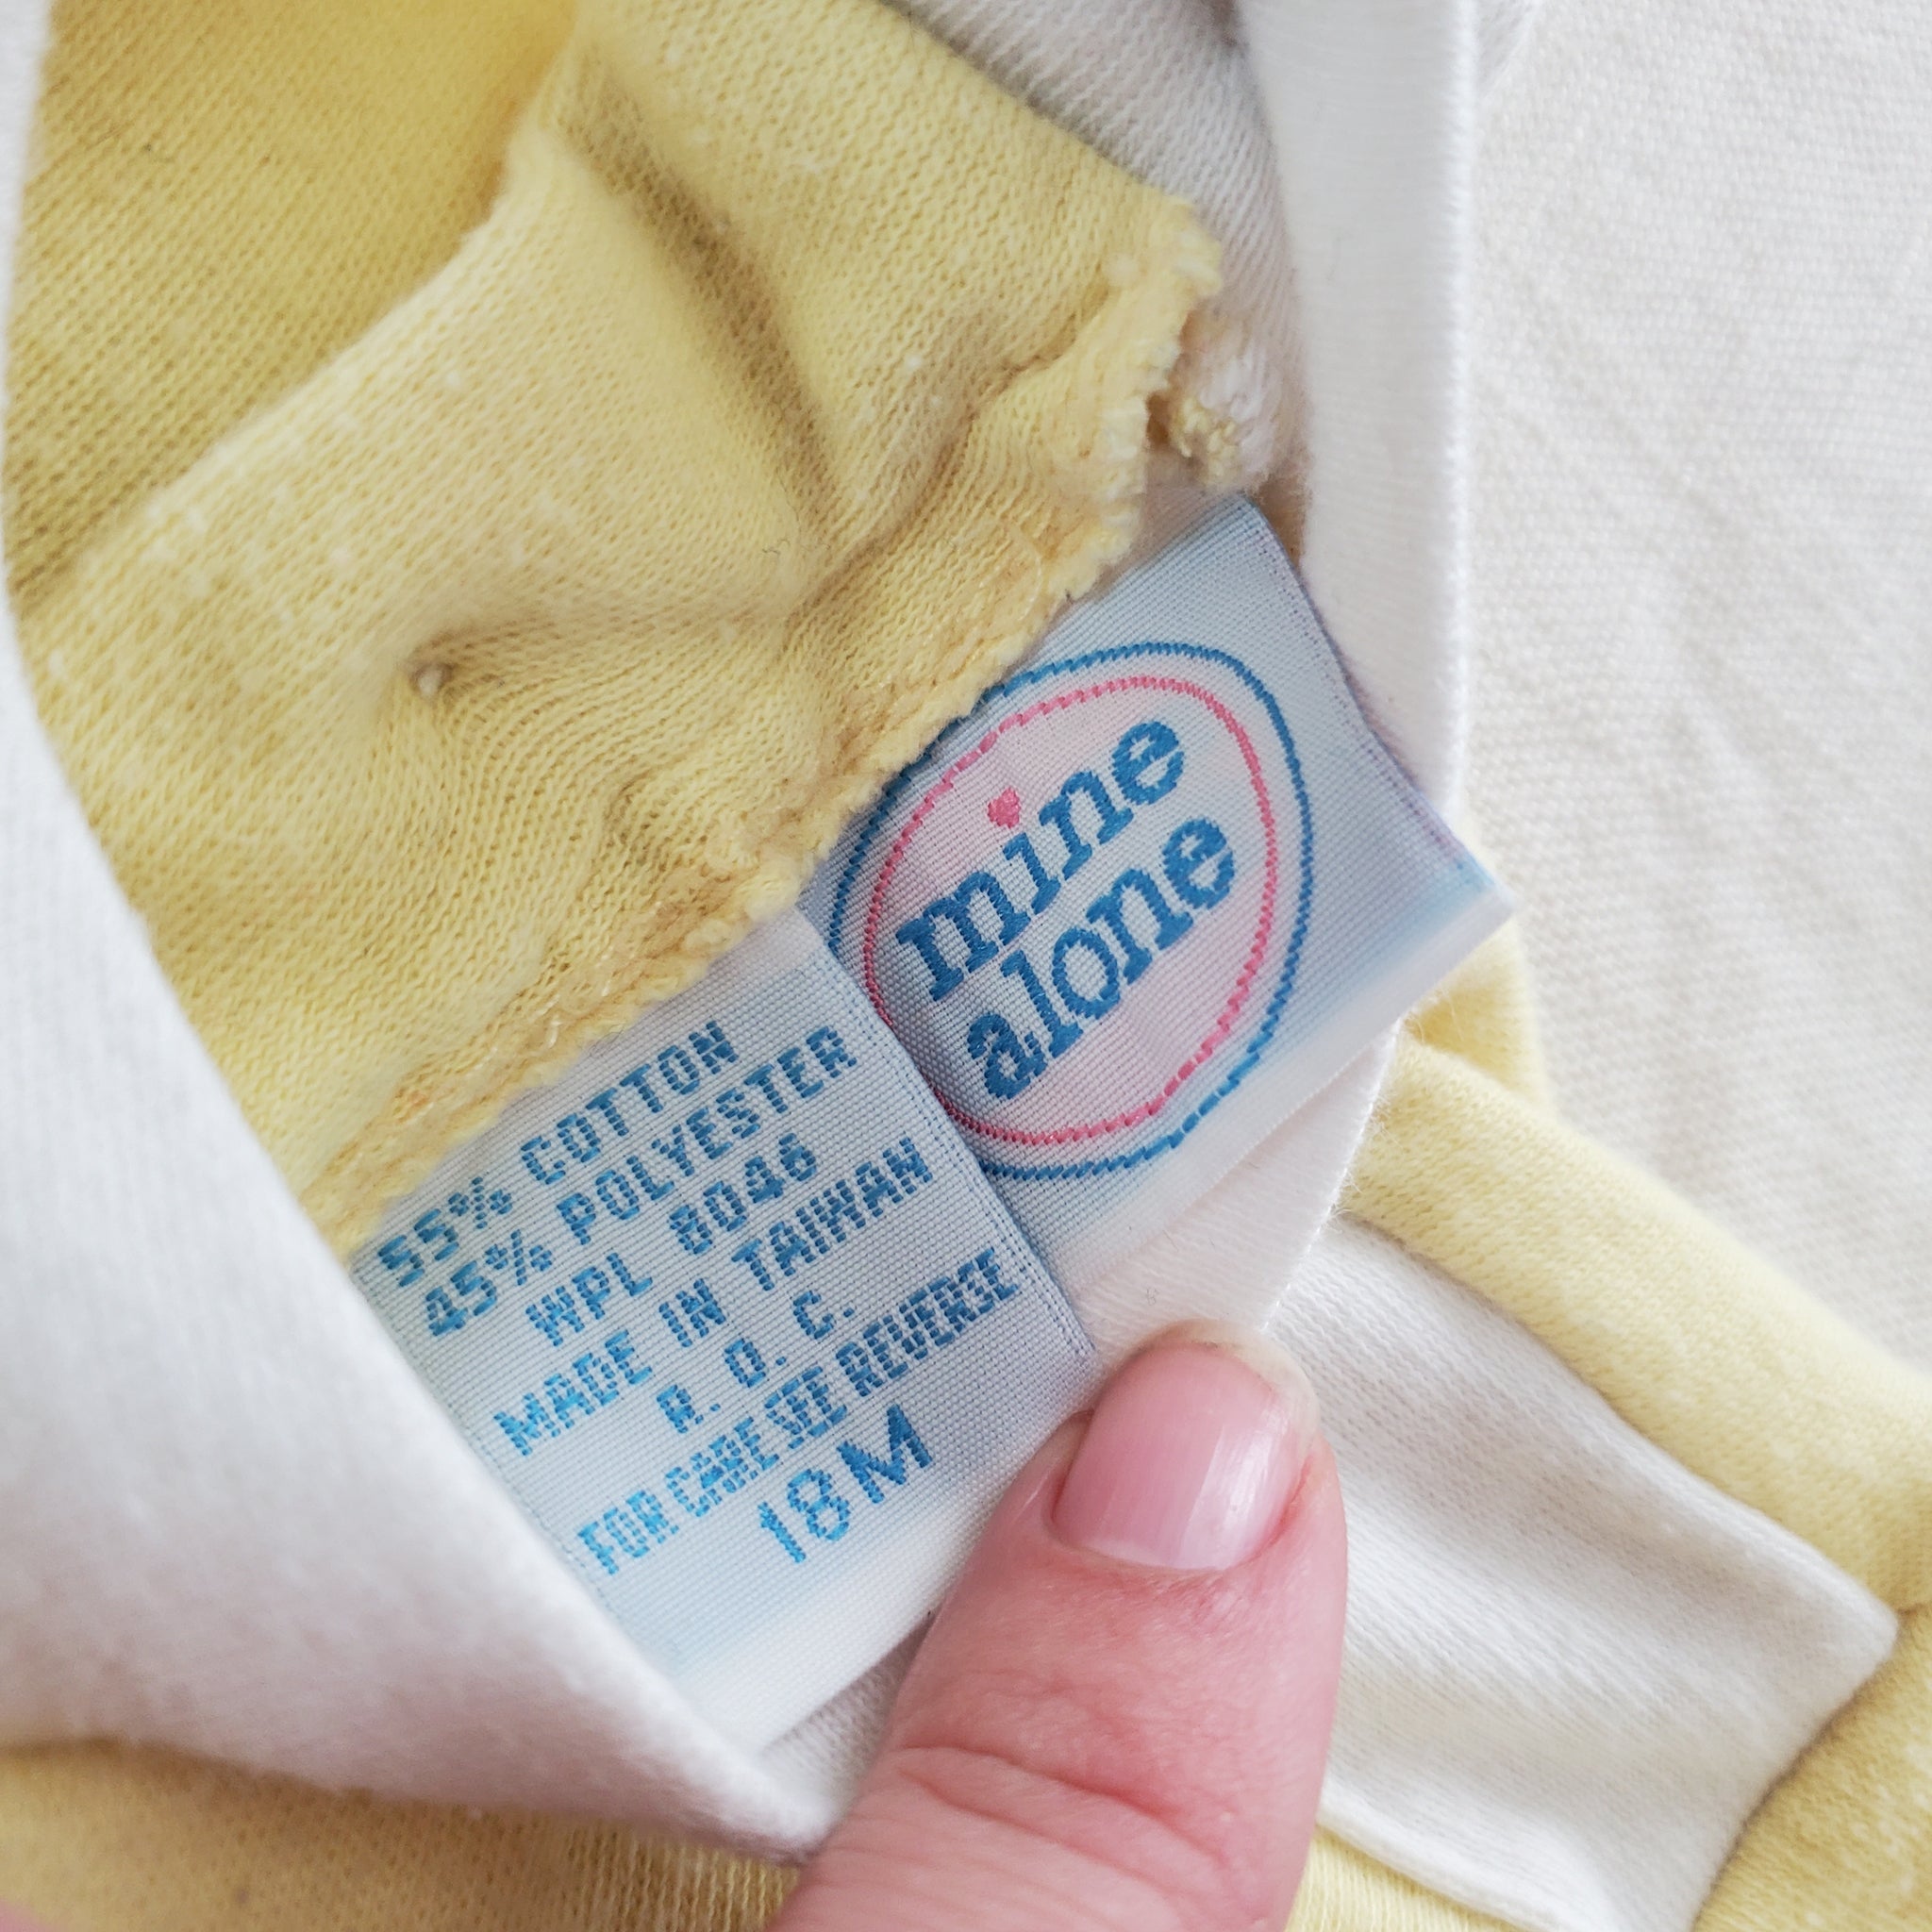 mine
alone
55% COTTON
45% POLYESTER
WPL 8046
MADE IN TAIWAN
R. O. C.
FOR CARE SEE REVERSE
18M